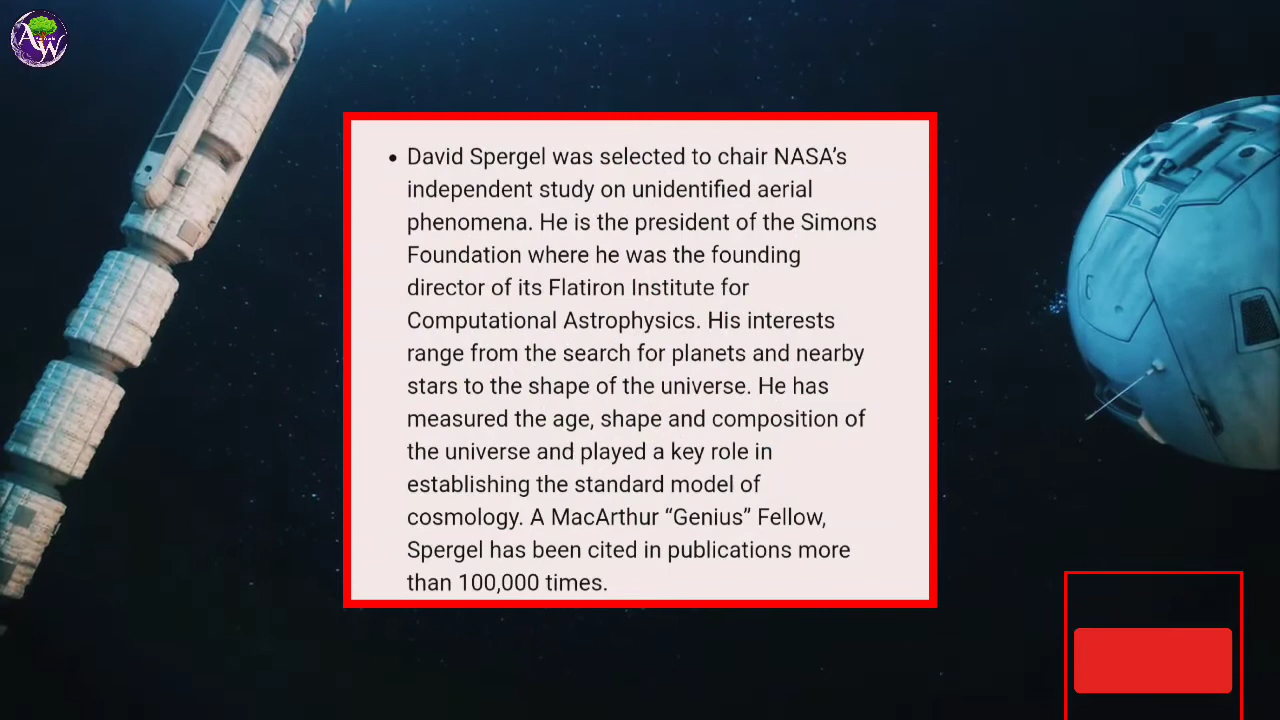 AW
• David Spergel was selected to chair NASA’s
independent study on unidentified aerial
phenomena. He is the president of the Simons
Foundation where he was the founding
director of its Flatiron Institute for
Computational Astrophysics. His interests
range from the search for planets and nearby
stars to the shape of the universe. He has
measured the age, shape and composition of
the universe and played a key role in
establishing the standard model of
cosmology. A MacArthur “Genius” Fellow,
Spergel has been cited in publications more
than 100,000 times.